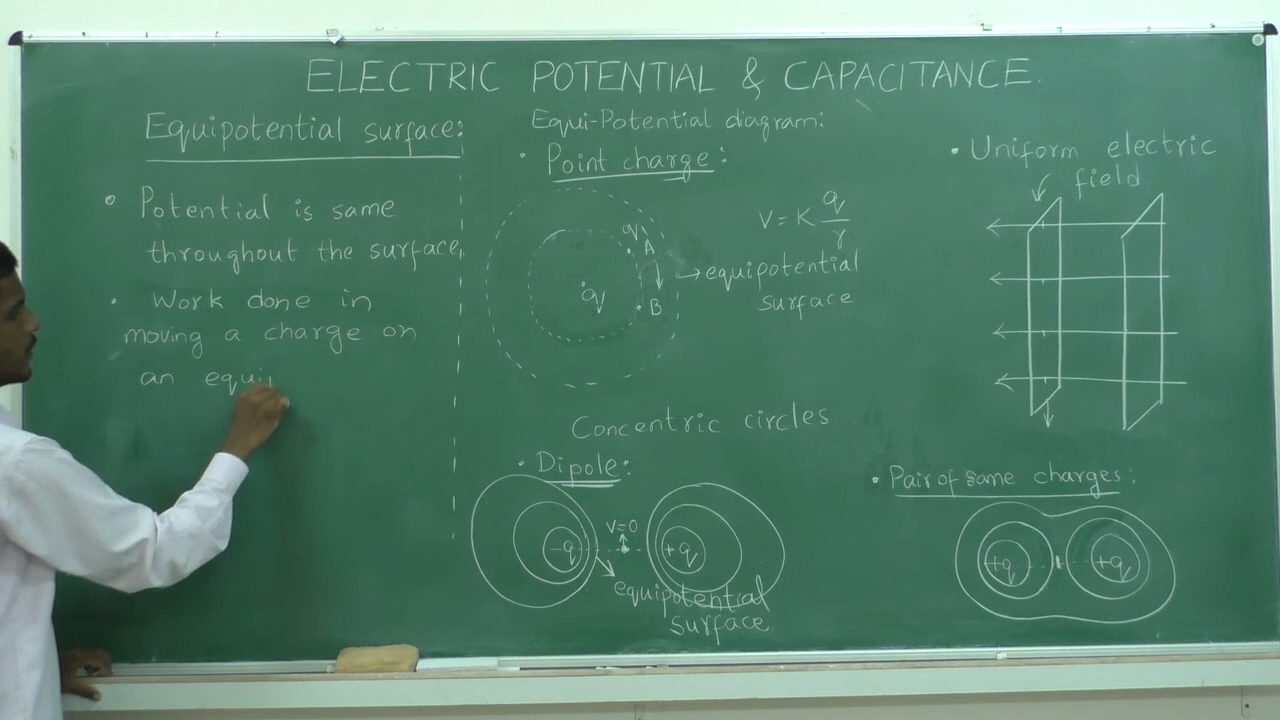 ELECTRIC POTENTIAL & CAPACITANCE.
Equipotential surface:
• Potential is same
throughout the surface
• Work done in
moving a charge on
an equi
Equi-Potential diagram:
• Point charge:
q
A
B
q
V = K q/r
→ equipotential
surface
Concentric circles
• Dipole:
V=0
-q
+q
equipotential
surface
• Uniform electric
field
• Pair of same charges:
+q
+q